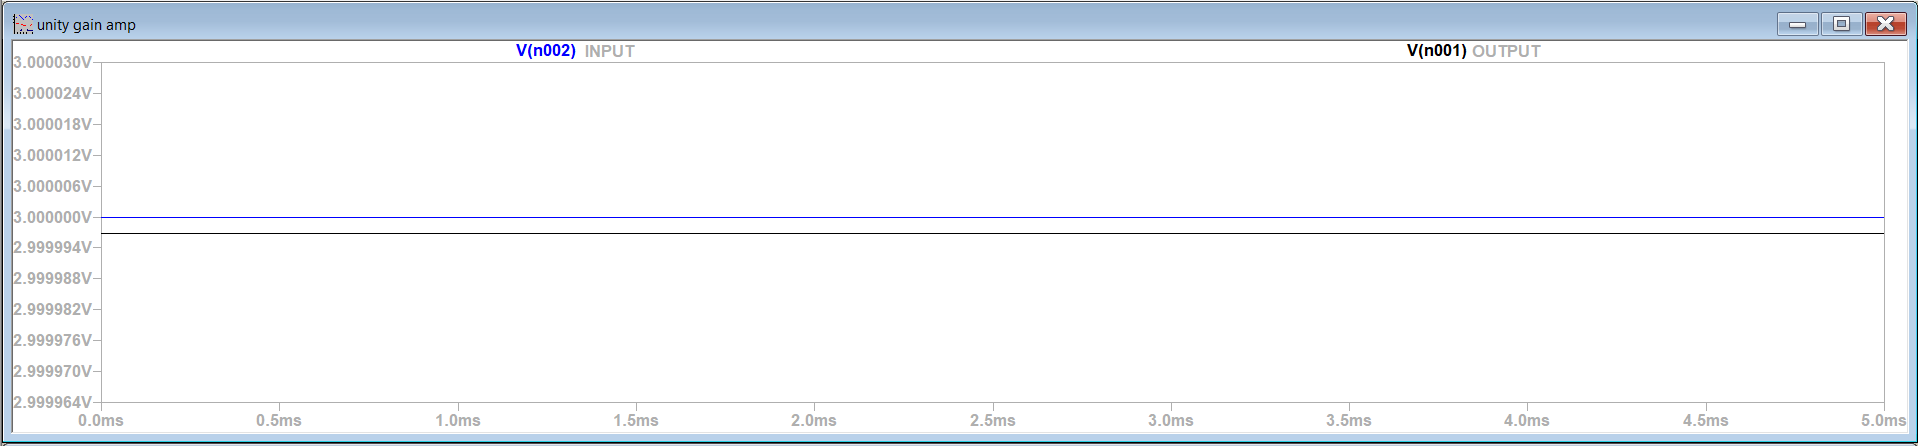 unity gain amp
V(n002) INPUT V(n001) OUTPUT
3.000030V
3.000024V
3.000018V
3.000012V
3.000006V
3.000000V
2.999994V
2.999988V
2.999982V
2.999976V
2.999970V
2.999964V
0.0ms 0.5ms 1.0ms 1.5ms 2.0ms 2.5ms 3.0ms 3.5ms 4.0ms 4.5ms 5.0ms